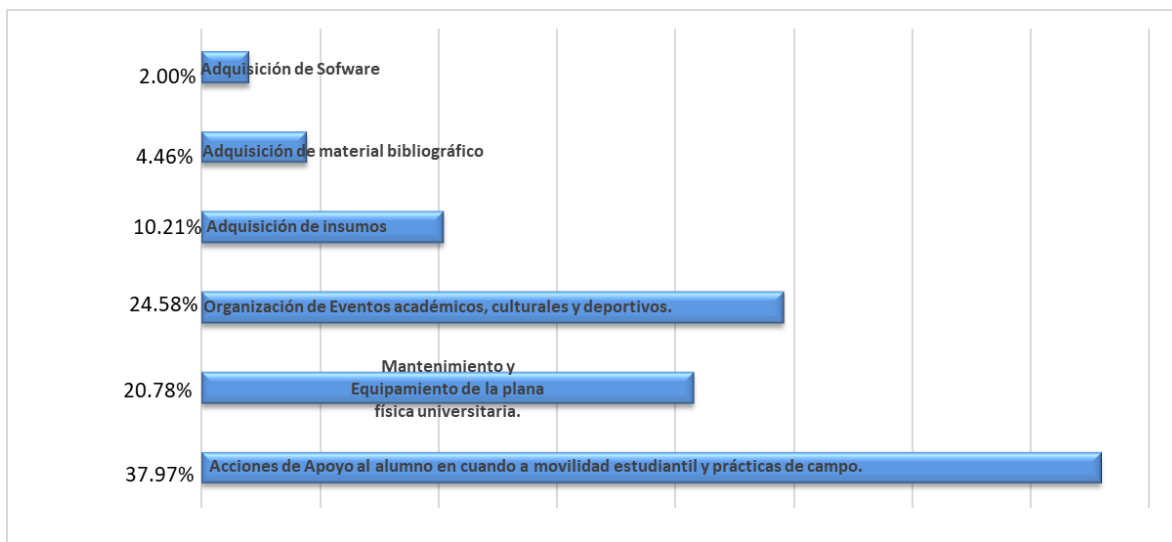 2.00% Adquisición de Sofware
4.46% Adquisición de material bibliográfico
10.21% Adquisición de insumos
24.58% Organización de Eventos académicos, culturales y deportivos.
Mantenimiento y
20.78% Equipamiento de la plana
física universitaria.
37.97% Acciones de Apoyo al alumno en cuando a movilidad estudiantil y prácticas de campo.